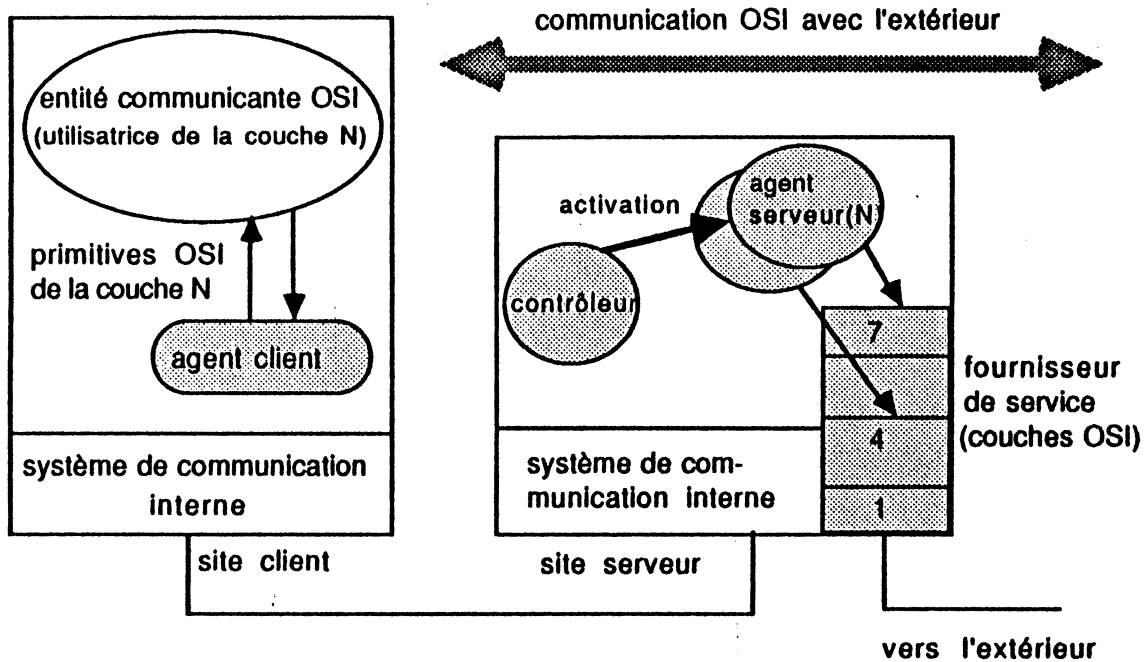 communication OSI avec l'extérieur
entité communicante OSI
(utilisatrice de la couche N)
primitives OSI
de la couche N
agent client
système de communication
interne
site client
activation
agent
serveur(N)
contrôleur
7
4
1
fournisseur
de service
(couches OSI)
système de com-
munication interne
site serveur
vers l'extérieur